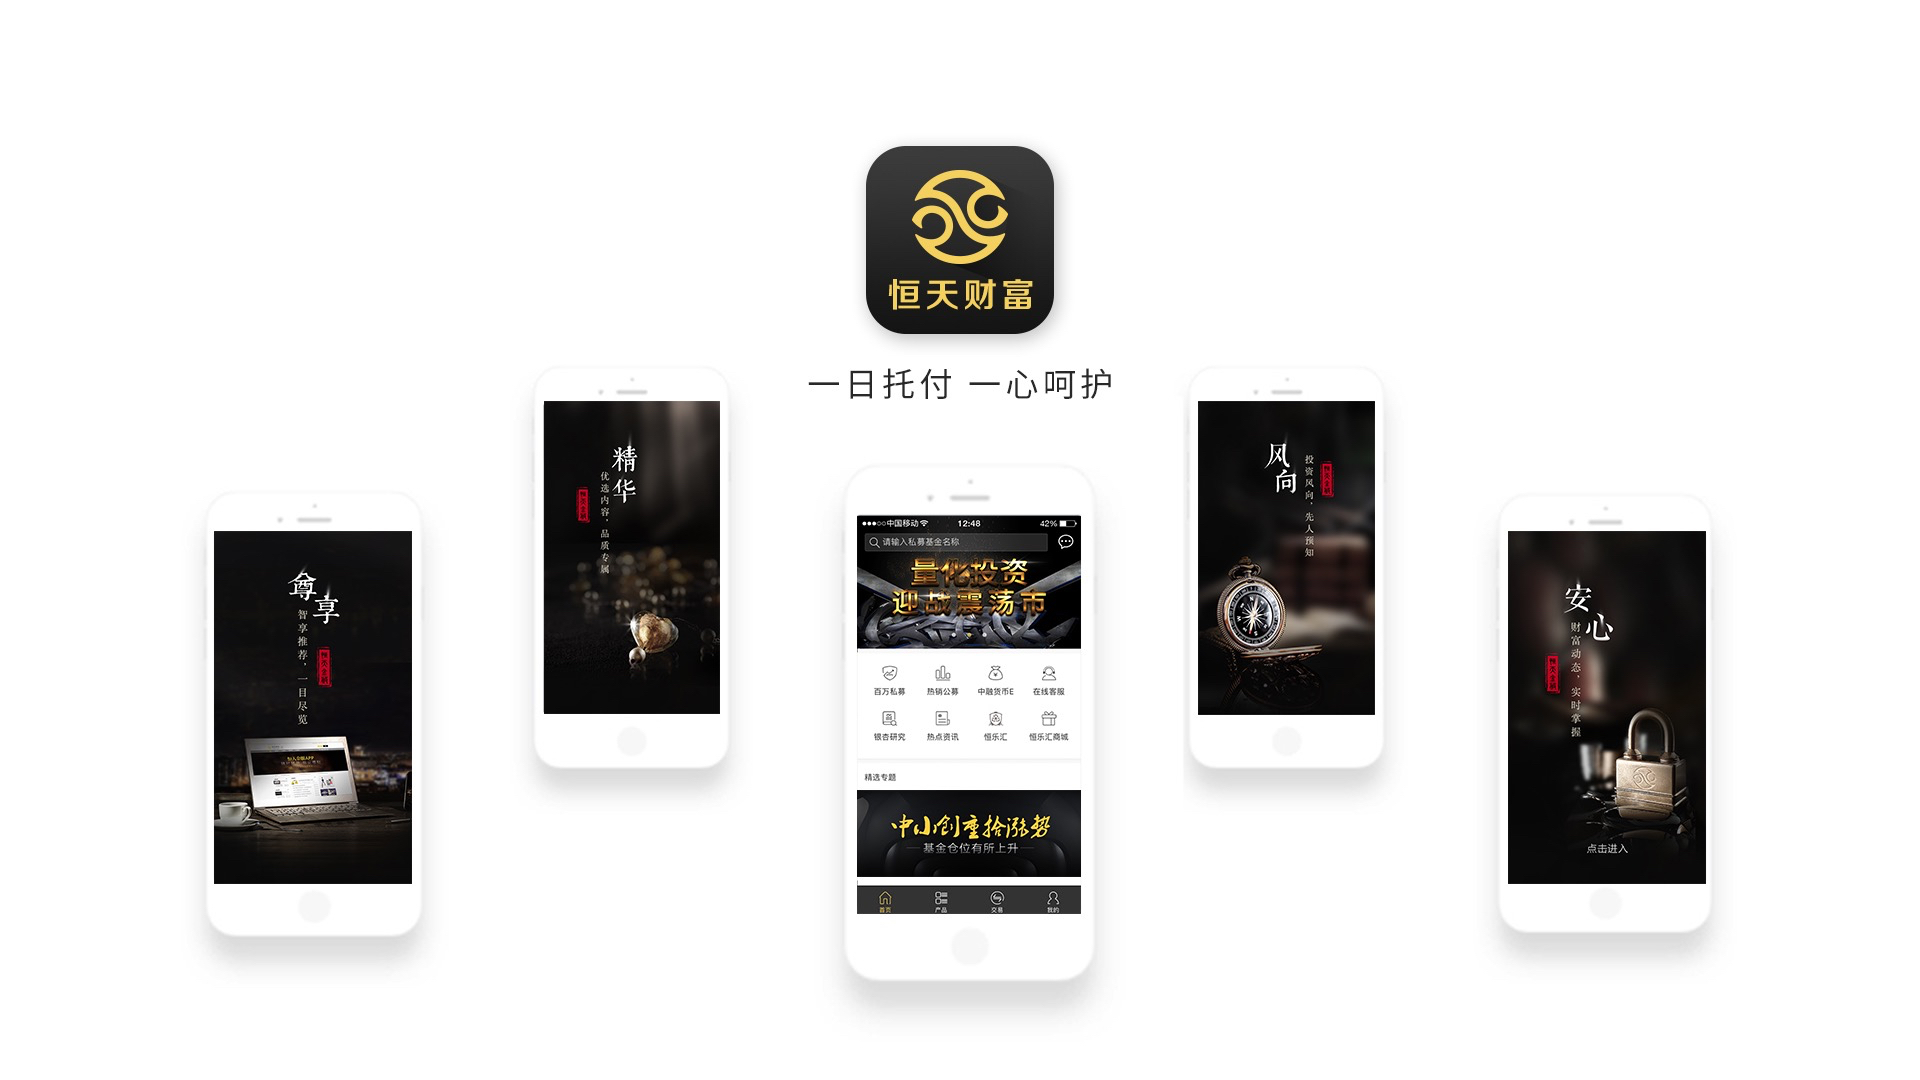 恒天财富
一日托付 一心呵护
尊享
智享推荐，一目尽览
精华
优选内容，品质专属
中国移动
12:48
42%
请输入私募基金名称
量化投资
迎战震荡市
百万私募
热销公募
中融货币E
在线客服
银杏研究
热点资讯
恒乐汇
恒乐汇商城
精选专题
中小创重拾涨势
基金仓位有所上升
首页
产品
交易
我的
风向
投资风向，先人预知
安心
财富动态，实时掌握
点击进入